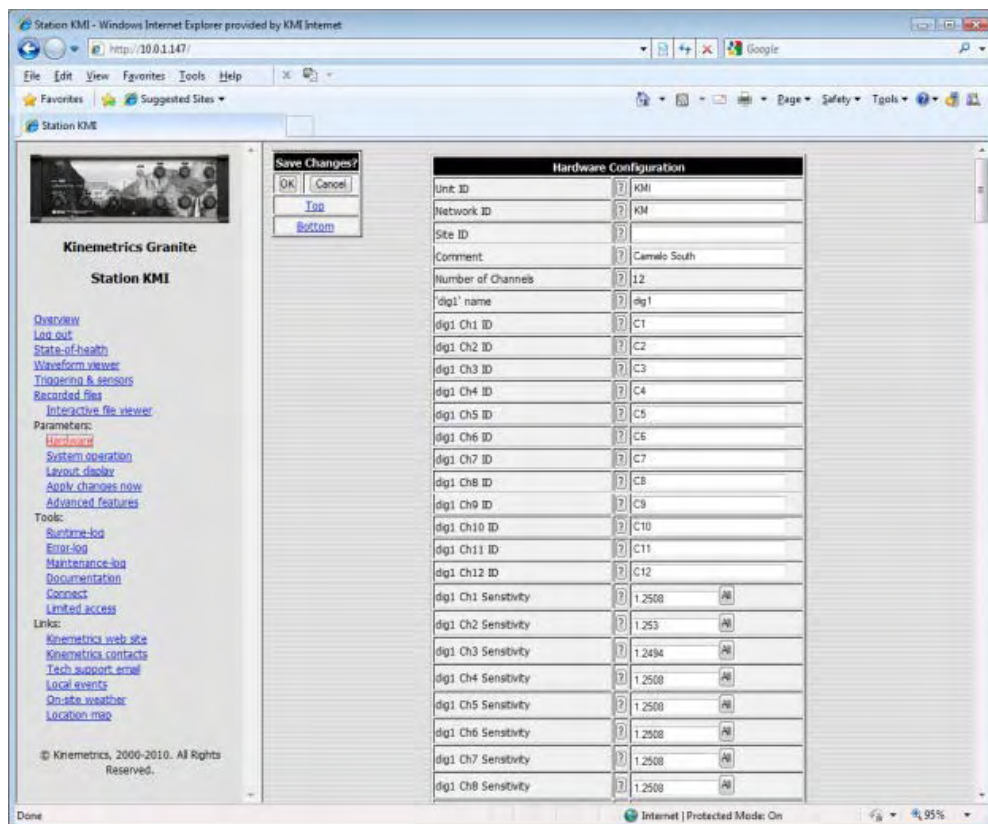 Station KMI - Windows Internet Explorer provided by KMI Internet
http://10.0.1.147/
Google
File Edit View Favorites Tools Help
Favorites Suggested Sites
Page Safety Tools
Station KMI
Kinemetrics Granite
Station KMI
Overview
Log out
State-of-health
Waveform viewer
Triggering & sensors
Recorded files
Interactive file viewer
Parameters:
Hardware
System operation
Layout display
Apply changes now
Advanced features
Tools:
Runtime-log
Error-log
Maintenance-log
Documentation
Connect
Limited access
Links:
Kinemetrics web site
Kinemetrics contacts
Tech support email
Local events
On-site weather
Location map
© Kinemetrics, 2000-2010. All Rights
Reserved.
Save Changes?
OK Cancel
Top
Bottom
Hardware Configuration
Unit ID ? KMI
Network ID ? KM
Site ID ?
Comment ? Camelo South
Number of Channels ? 12
'dig1' name ? dig1
dig1 Ch1 ID ? C1
dig1 Ch2 ID ? C2
dig1 Ch3 ID ? C3
dig1 Ch4 ID ? C4
dig1 Ch5 ID ? C5
dig1 Ch6 ID ? C6
dig1 Ch7 ID ? C7
dig1 Ch8 ID ? C8
dig1 Ch9 ID ? C9
dig1 Ch10 ID ? C10
dig1 Ch11 ID ? C11
dig1 Ch12 ID ? C12
dig1 Ch1 Sensitivity ? 1.2508 All
dig1 Ch2 Sensitivity ? 1.253 All
dig1 Ch3 Sensitivity ? 1.2494 All
dig1 Ch4 Sensitivity ? 1.2508 All
dig1 Ch5 Sensitivity ? 1.2508 All
dig1 Ch6 Sensitivity ? 1.2508 All
dig1 Ch7 Sensitivity ? 1.2508 All
dig1 Ch8 Sensitivity ? 1.2508 All
Done
Internet | Protected Mode: On
95%